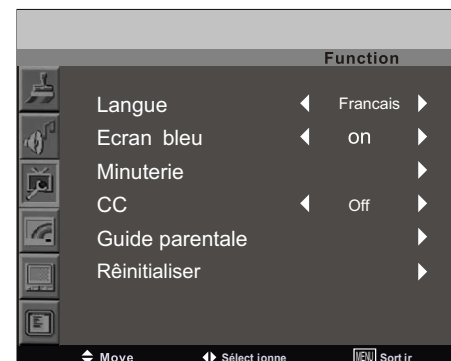 Function
Langue Francais
Ecran bleu on
Minuterie
CC Off
Guide parentale
Rêinitialiser
Move Sélect ionne MENU Sort ir